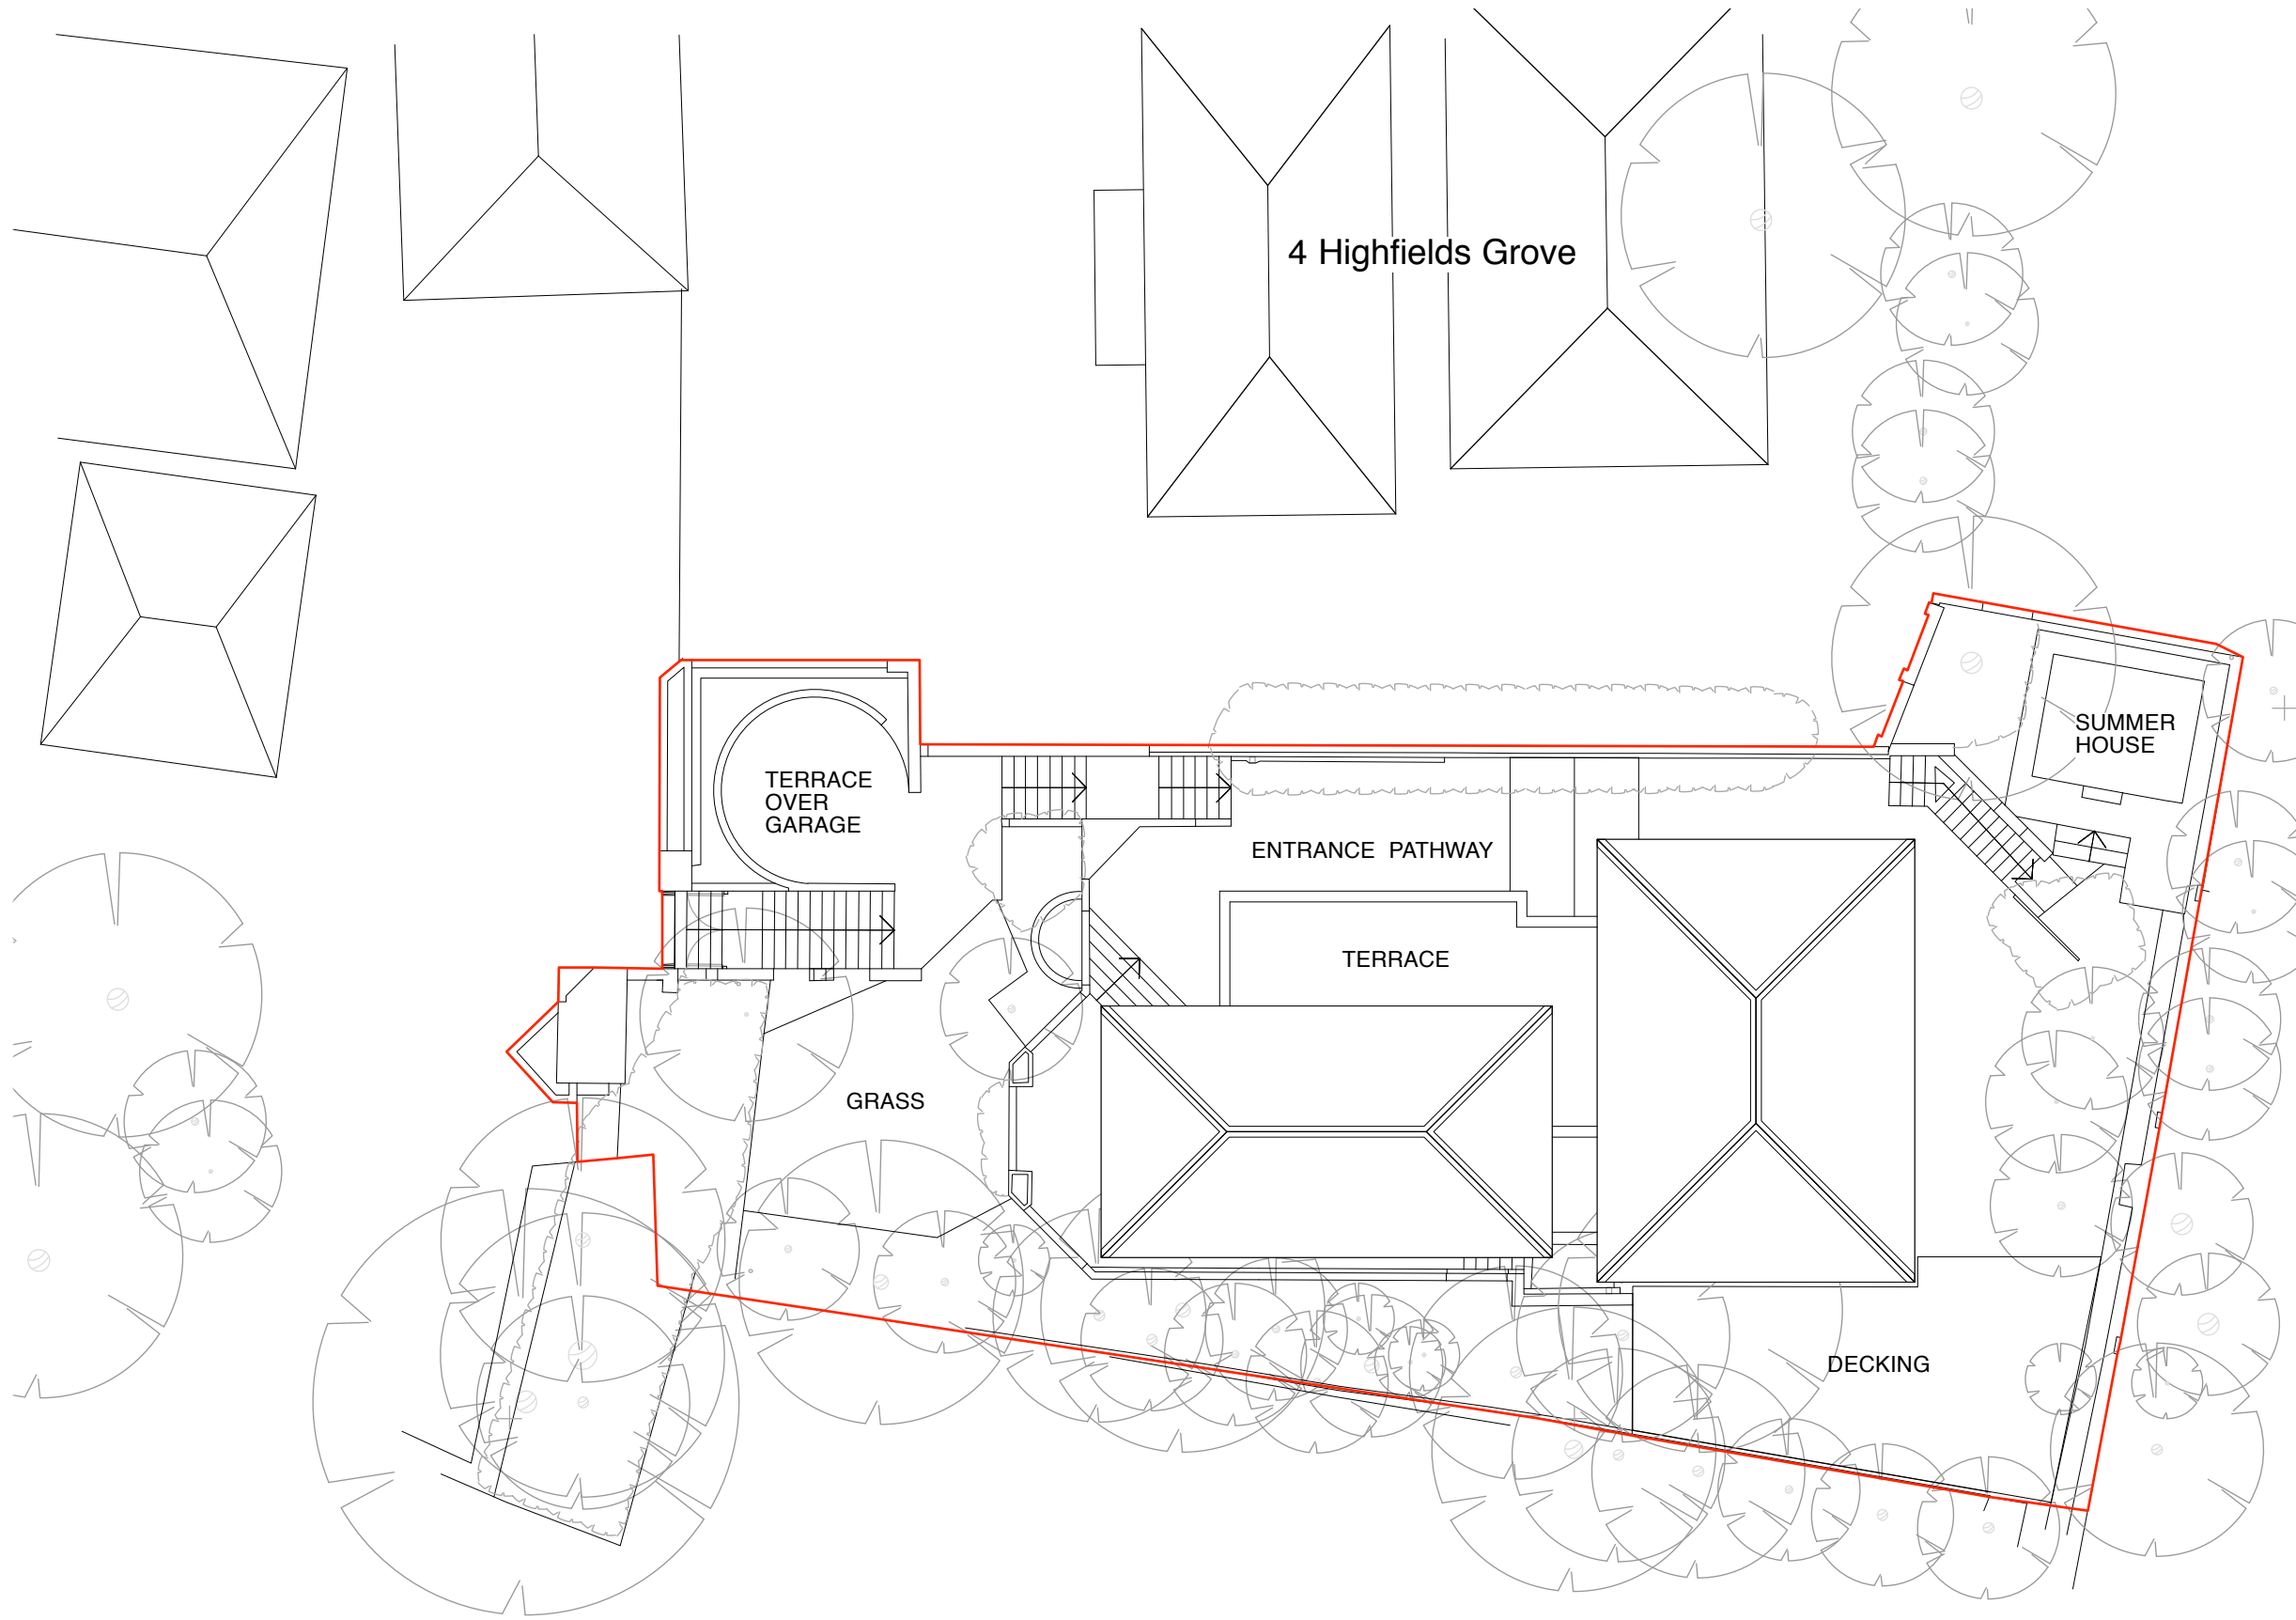 4 Highfields Grove
SUMMER
HOUSE
TERRACE
OVER
GARAGE
ENTRANCE PATHWAY
TERRACE
GRASS
DECKING